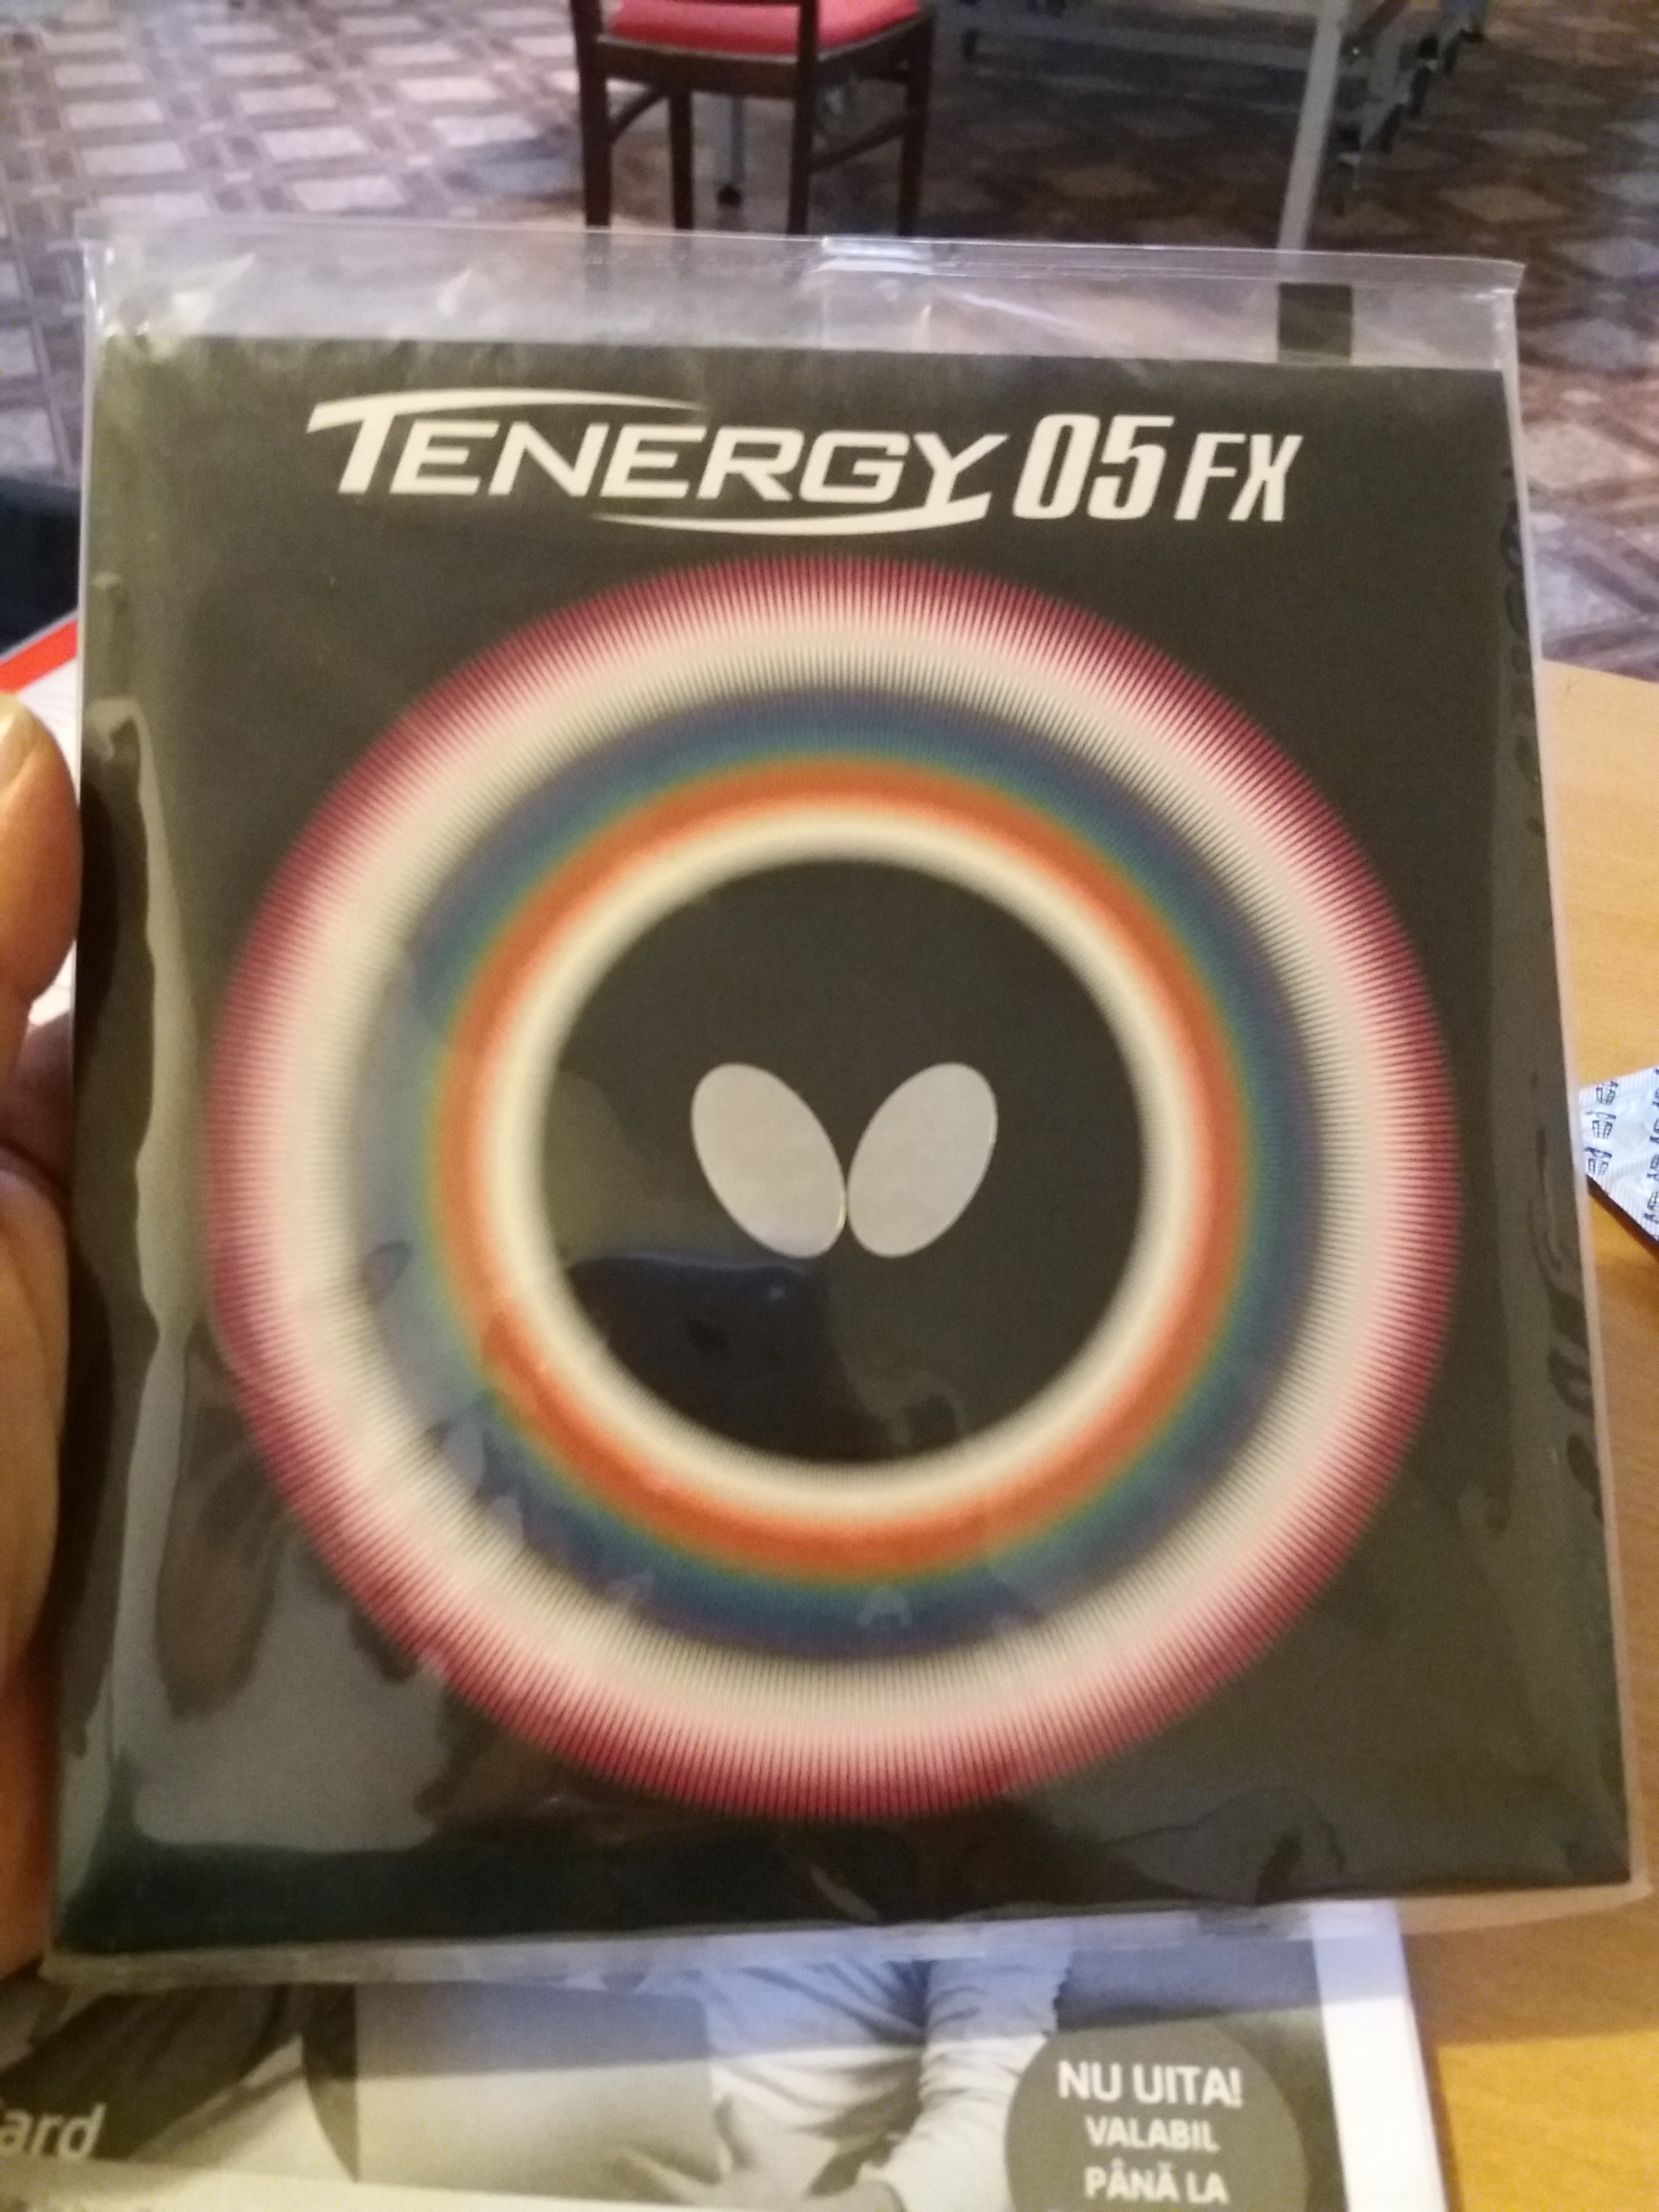 TENERGY 05 FX
ard
NU UITA!
VALABIL
PÂNĂ LA